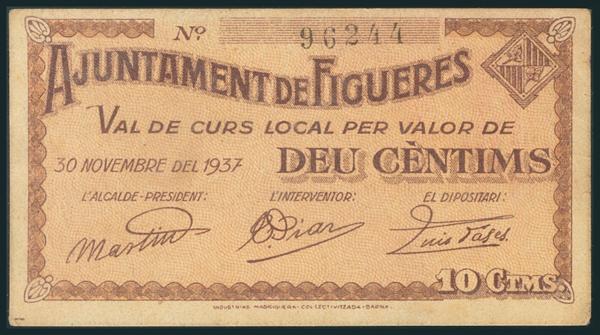 Nº 96244
AJUNTAMENT DE FIGUERES
VAL DE CURS LOCAL PER VALOR DE
30 NOVEMBRE DEL 1937 DEU CÈNTIMS
L'ALCALDE-PRESIDENT: L'INTERVENTOR: EL DIPOSITARI:
10 CTMS.